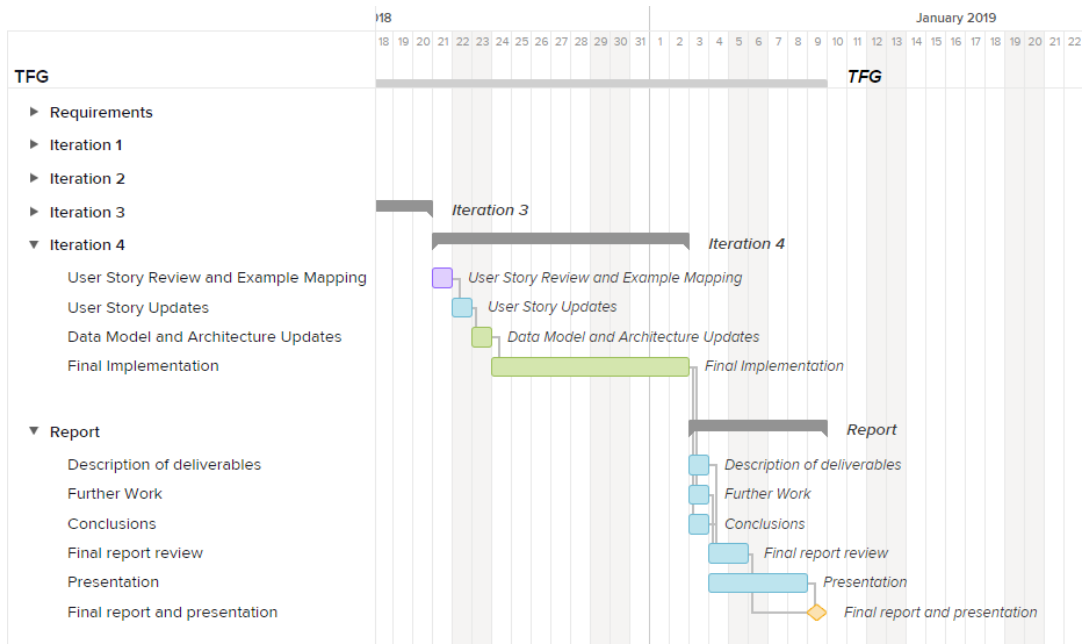 018 January 2019
18 19 20 21 22 23 24 25 26 27 28 29 30 31 1 2 3 4 5 6 7 8 9 10 11 12 13 14 15 16 17 18 19 20 21 22
TFG TFG
Requirements
Iteration 1
Iteration 2
Iteration 3 Iteration 3
Iteration 4 Iteration 4
User Story Review and Example Mapping User Story Review and Example Mapping
User Story Updates User Story Updates
Data Model and Architecture Updates Data Model and Architecture Updates
Final Implementation Final Implementation
Report Report
Description of deliverables Description of deliverables
Further Work Further Work
Conclusions Conclusions
Final report review Final report review
Presentation Presentation
Final report and presentation Final report and presentation